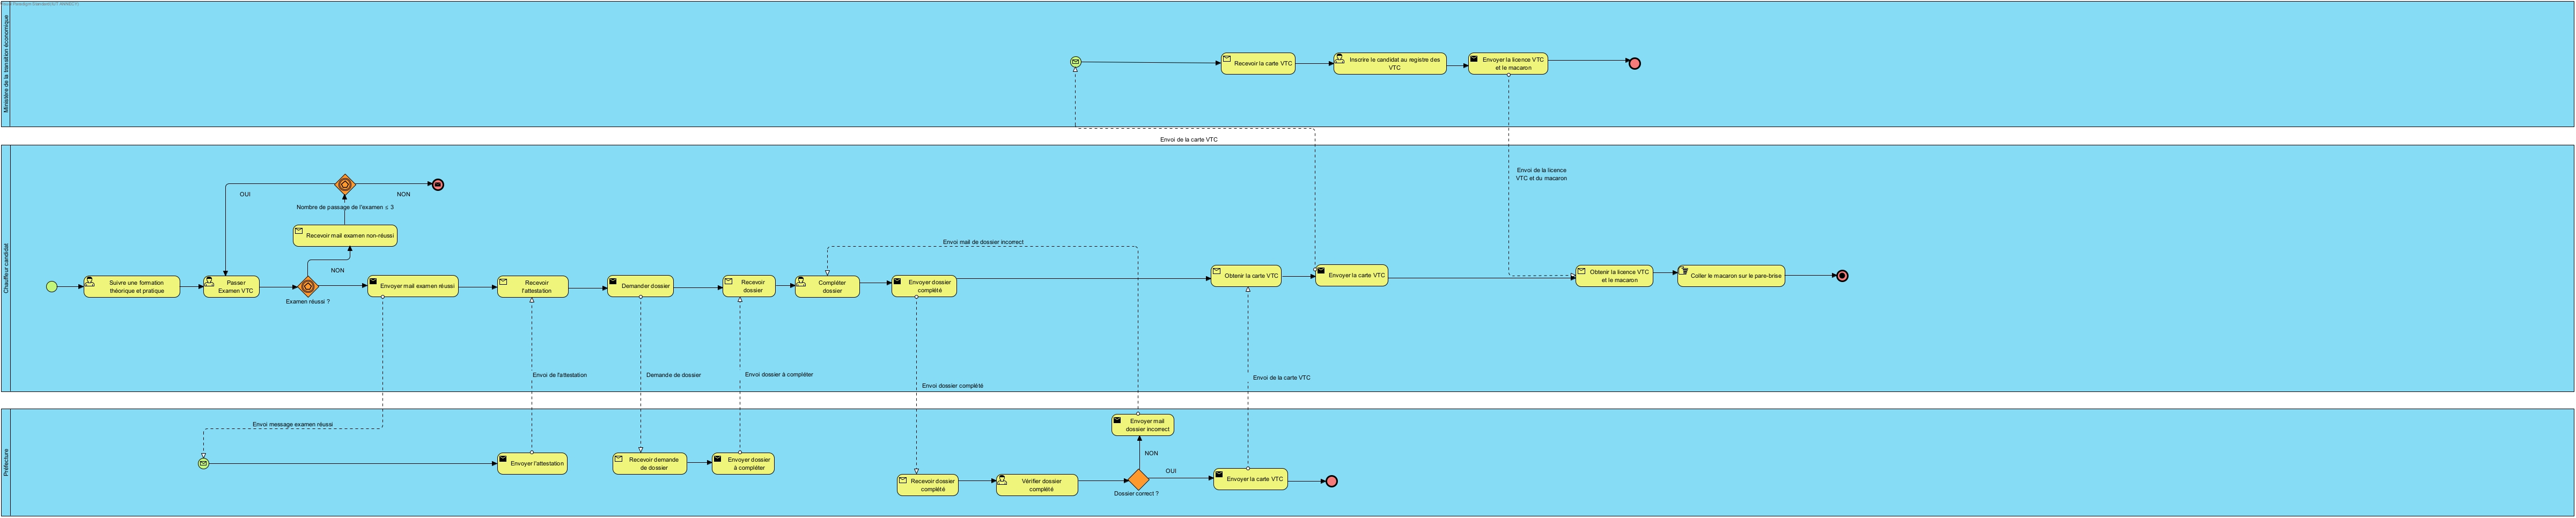 Ministère de la transition économique
Recevoir la carte VTC
Inscrire le candidat au registre des
VTC
Envoyer la licence VTC
et le macaron
Envoi de la carte VTC
Chauffeur candidat
Envoi de la licence
VTC et du macaron
OUI
NON
Nombre de passage de l'examen ≤ 3
Recevoir mail examen non-réussi
NON
Envoi mail de dossier incorrect
Suivre une formation
théorique et pratique
Passer
Examen VTC
Examen réussi ?
Envoyer mail examen réussi
Recevoir
l'attestation
Demander dossier
Recevoir
dossier
Compléter
dossier
Envoyer dossier
complété
Obtenir la carte VTC
Envoyer la carte VTC
Obtenir la licence VTC
et le macaron
Coller le macaron sur le pare-brise
Envoi de l'attestation
Demande de dossier
Envoi dossier à compléter
Envoi dossier complété
Envoi de la carte VTC
Préfecture
Envoi message examen réussi
Envoyer l'attestation
Recevoir demande
de dossier
Envoyer dossier
à compléter
Envoyer mail
dossier incorrect
NON
OUI
Recevoir dossier
complété
Vérifier dossier
complété
Dossier correct ?
Envoyer la carte VTC